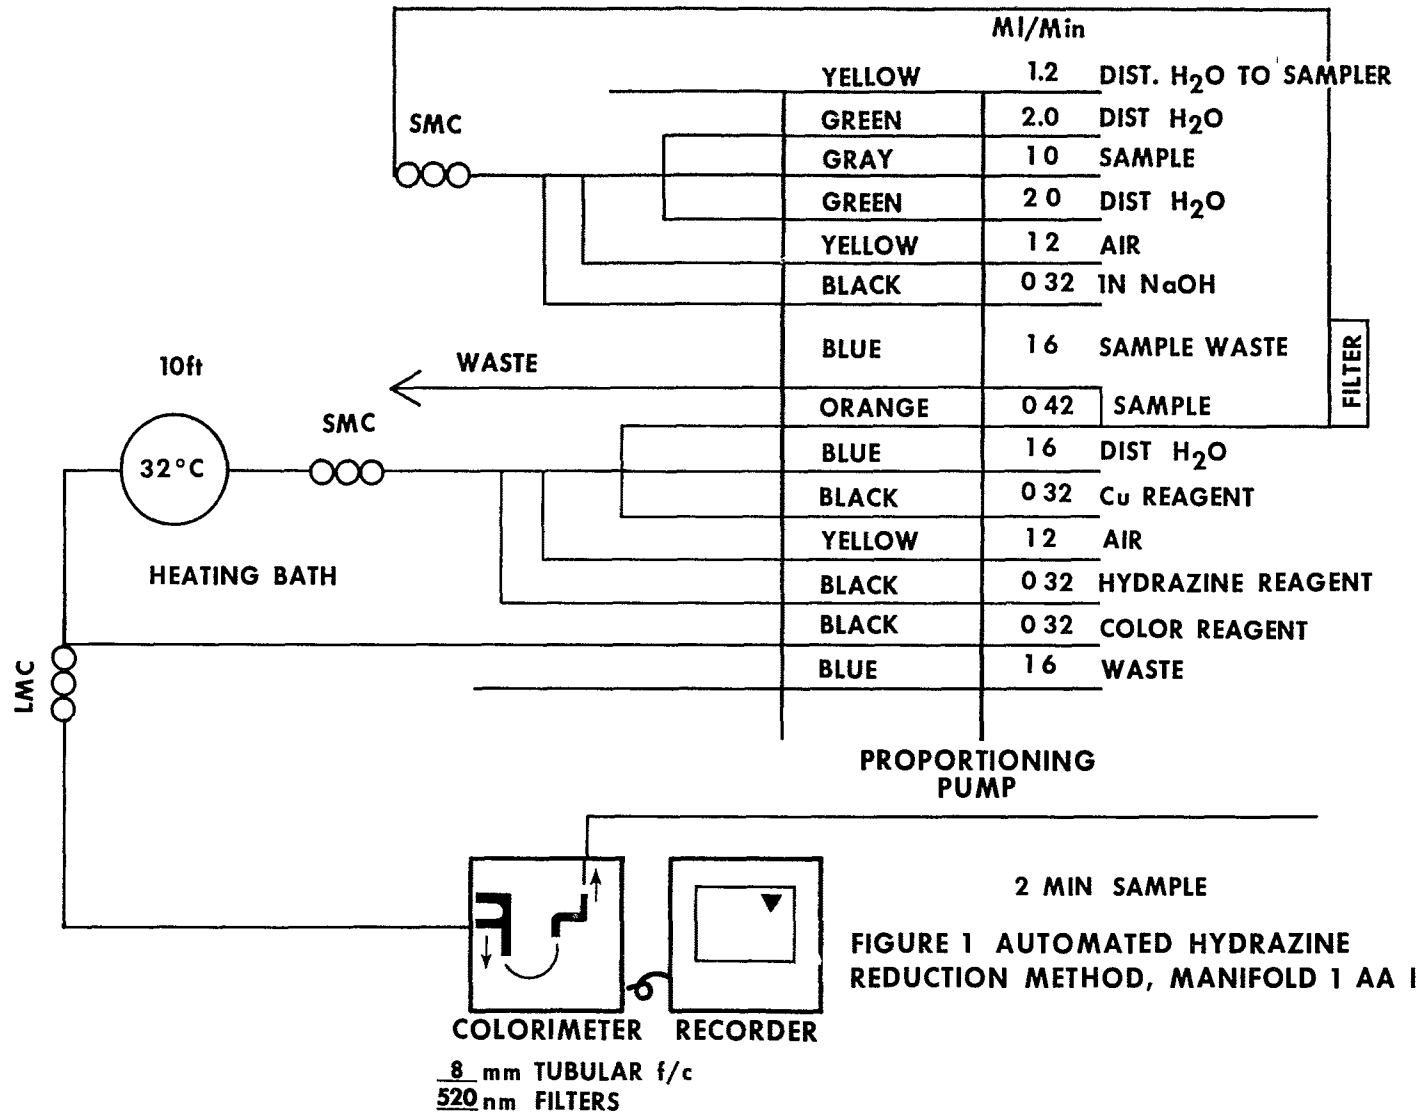 Ml/Min
YELLOW 1.2 DIST. H2O TO SAMPLER
GREEN 2.0 DIST H2O
SMC
GRAY 10 SAMPLE
GREEN 20 DIST H2O
YELLOW 12 AIR
BLACK 0 32 1N NaOH
BLUE 16 SAMPLE WASTE
FILTER
WASTE
10ft
ORANGE 0 42 SAMPLE
SMC
BLUE 16 DIST H2O
32°C
BLACK 0 32 Cu REAGENT
YELLOW 12 AIR
HEATING BATH
BLACK 0 32 HYDRAZINE REAGENT
BLACK 0 32 COLOR REAGENT
BLUE 16 WASTE
LMC
PROPORTIONING
PUMP
2 MIN SAMPLE
FIGURE 1 AUTOMATED HYDRAZINE
REDUCTION METHOD, MANIFOLD 1 AA I
COLORIMETER
RECORDER
8 mm TUBULAR f/c
520 nm FILTERS